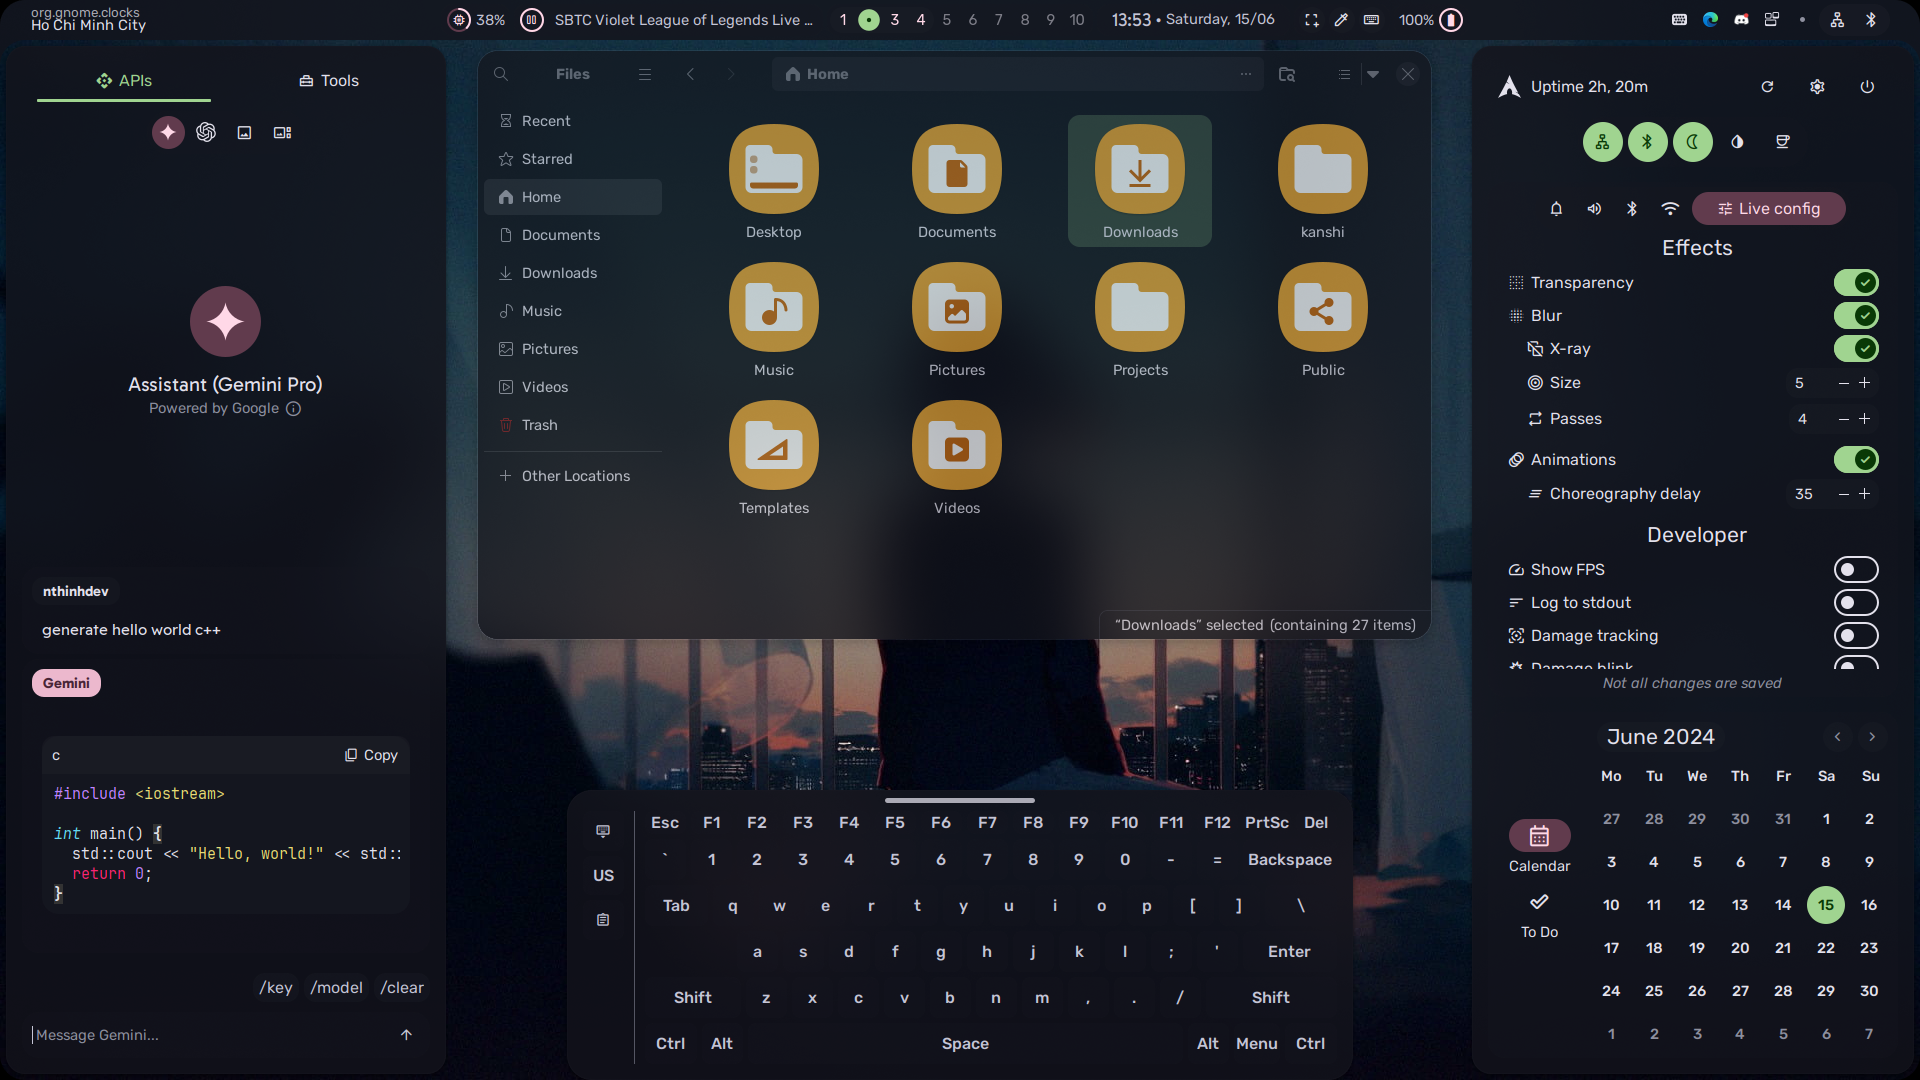 org.gnome.clocks
Ho Chi Minh City
38%
SBTC Violet League of Legends Live ...
1 3 4 5 6 7 8 9 10
13:53 • Saturday, 15/06
100%
APIs
Tools
Assistant (Gemini Pro)
Powered by Google
nthinhdev
generate hello world c++
Gemini
c
Copy
#include <iostream>
int main() {
std::cout << "Hello, world!" << std::
return 0;
}
/key /model /clear
Message Gemini...
Files
Home
Recent
Starred
Home
Documents
Downloads
Music
Pictures
Videos
Trash
Other Locations
Desktop
Documents
Downloads
kanshi
Music
Pictures
Projects
Public
Templates
Videos
“Downloads” selected (containing 27 items)
US
Esc F1 F2 F3 F4 F5 F6 F7 F8 F9 F10 F11 F12 PrtSc Del
` 1 2 3 4 5 6 7 8 9 0 - = Backspace
Tab q w e r t y u i o p [ ] \
a s d f g h j k l ; ' Enter
Shift z x c v b n m , . / Shift
Ctrl Alt Space Alt Menu Ctrl
Uptime 2h, 20m
Live config
Effects
Transparency
Blur
X-ray
Size 5 − +
Passes 4 − +
Animations
Choreography delay 35 − +
Developer
Show FPS
Log to stdout
Damage tracking
Damage blink
Not all changes are saved
Calendar
To Do
June 2024
Mo Tu We Th Fr Sa Su
27 28 29 30 31 1 2
3 4 5 6 7 8 9
10 11 12 13 14 15 16
17 18 19 20 21 22 23
24 25 26 27 28 29 30
1 2 3 4 5 6 7